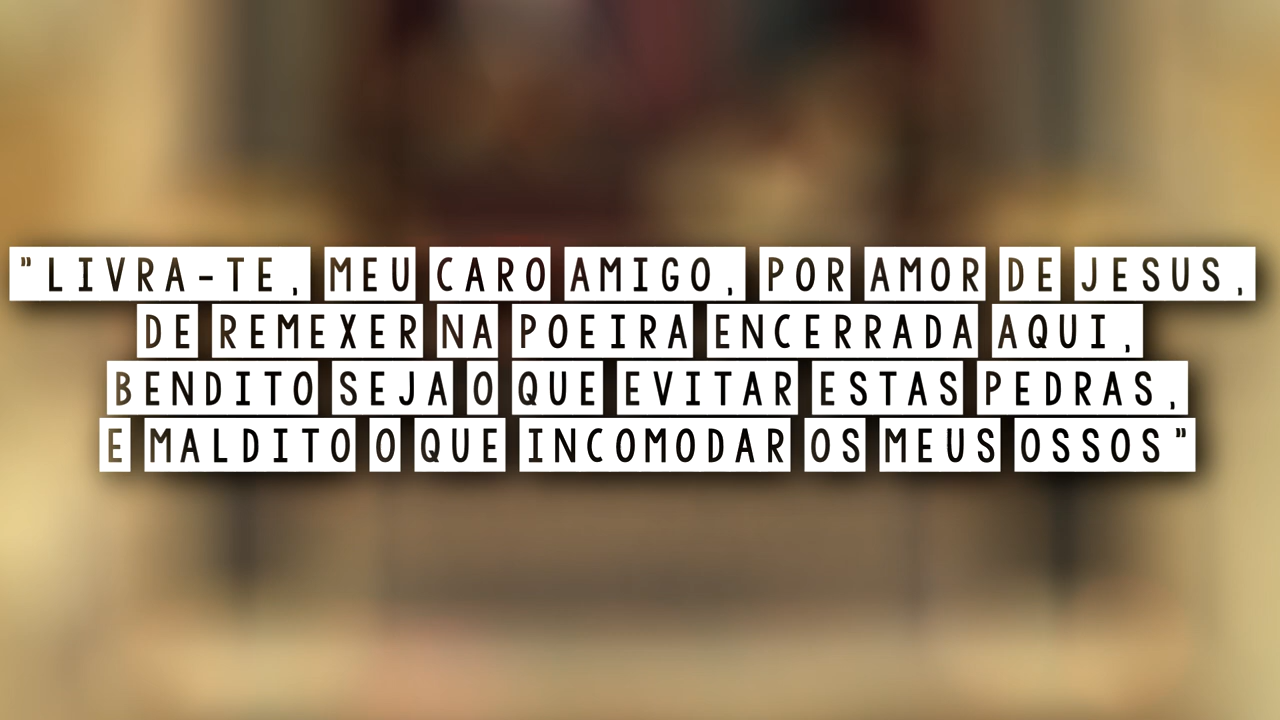 "LIVRA-TE, MEU CARO AMIGO, POR AMOR DE JESUS,
DE REMEXER NA POEIRA ENCERRADA AQUI,
BENDITO SEJA O QUE EVITAR ESTAS PEDRAS,
E MALDITO O QUE INCOMODAR OS MEUS OSSOS"